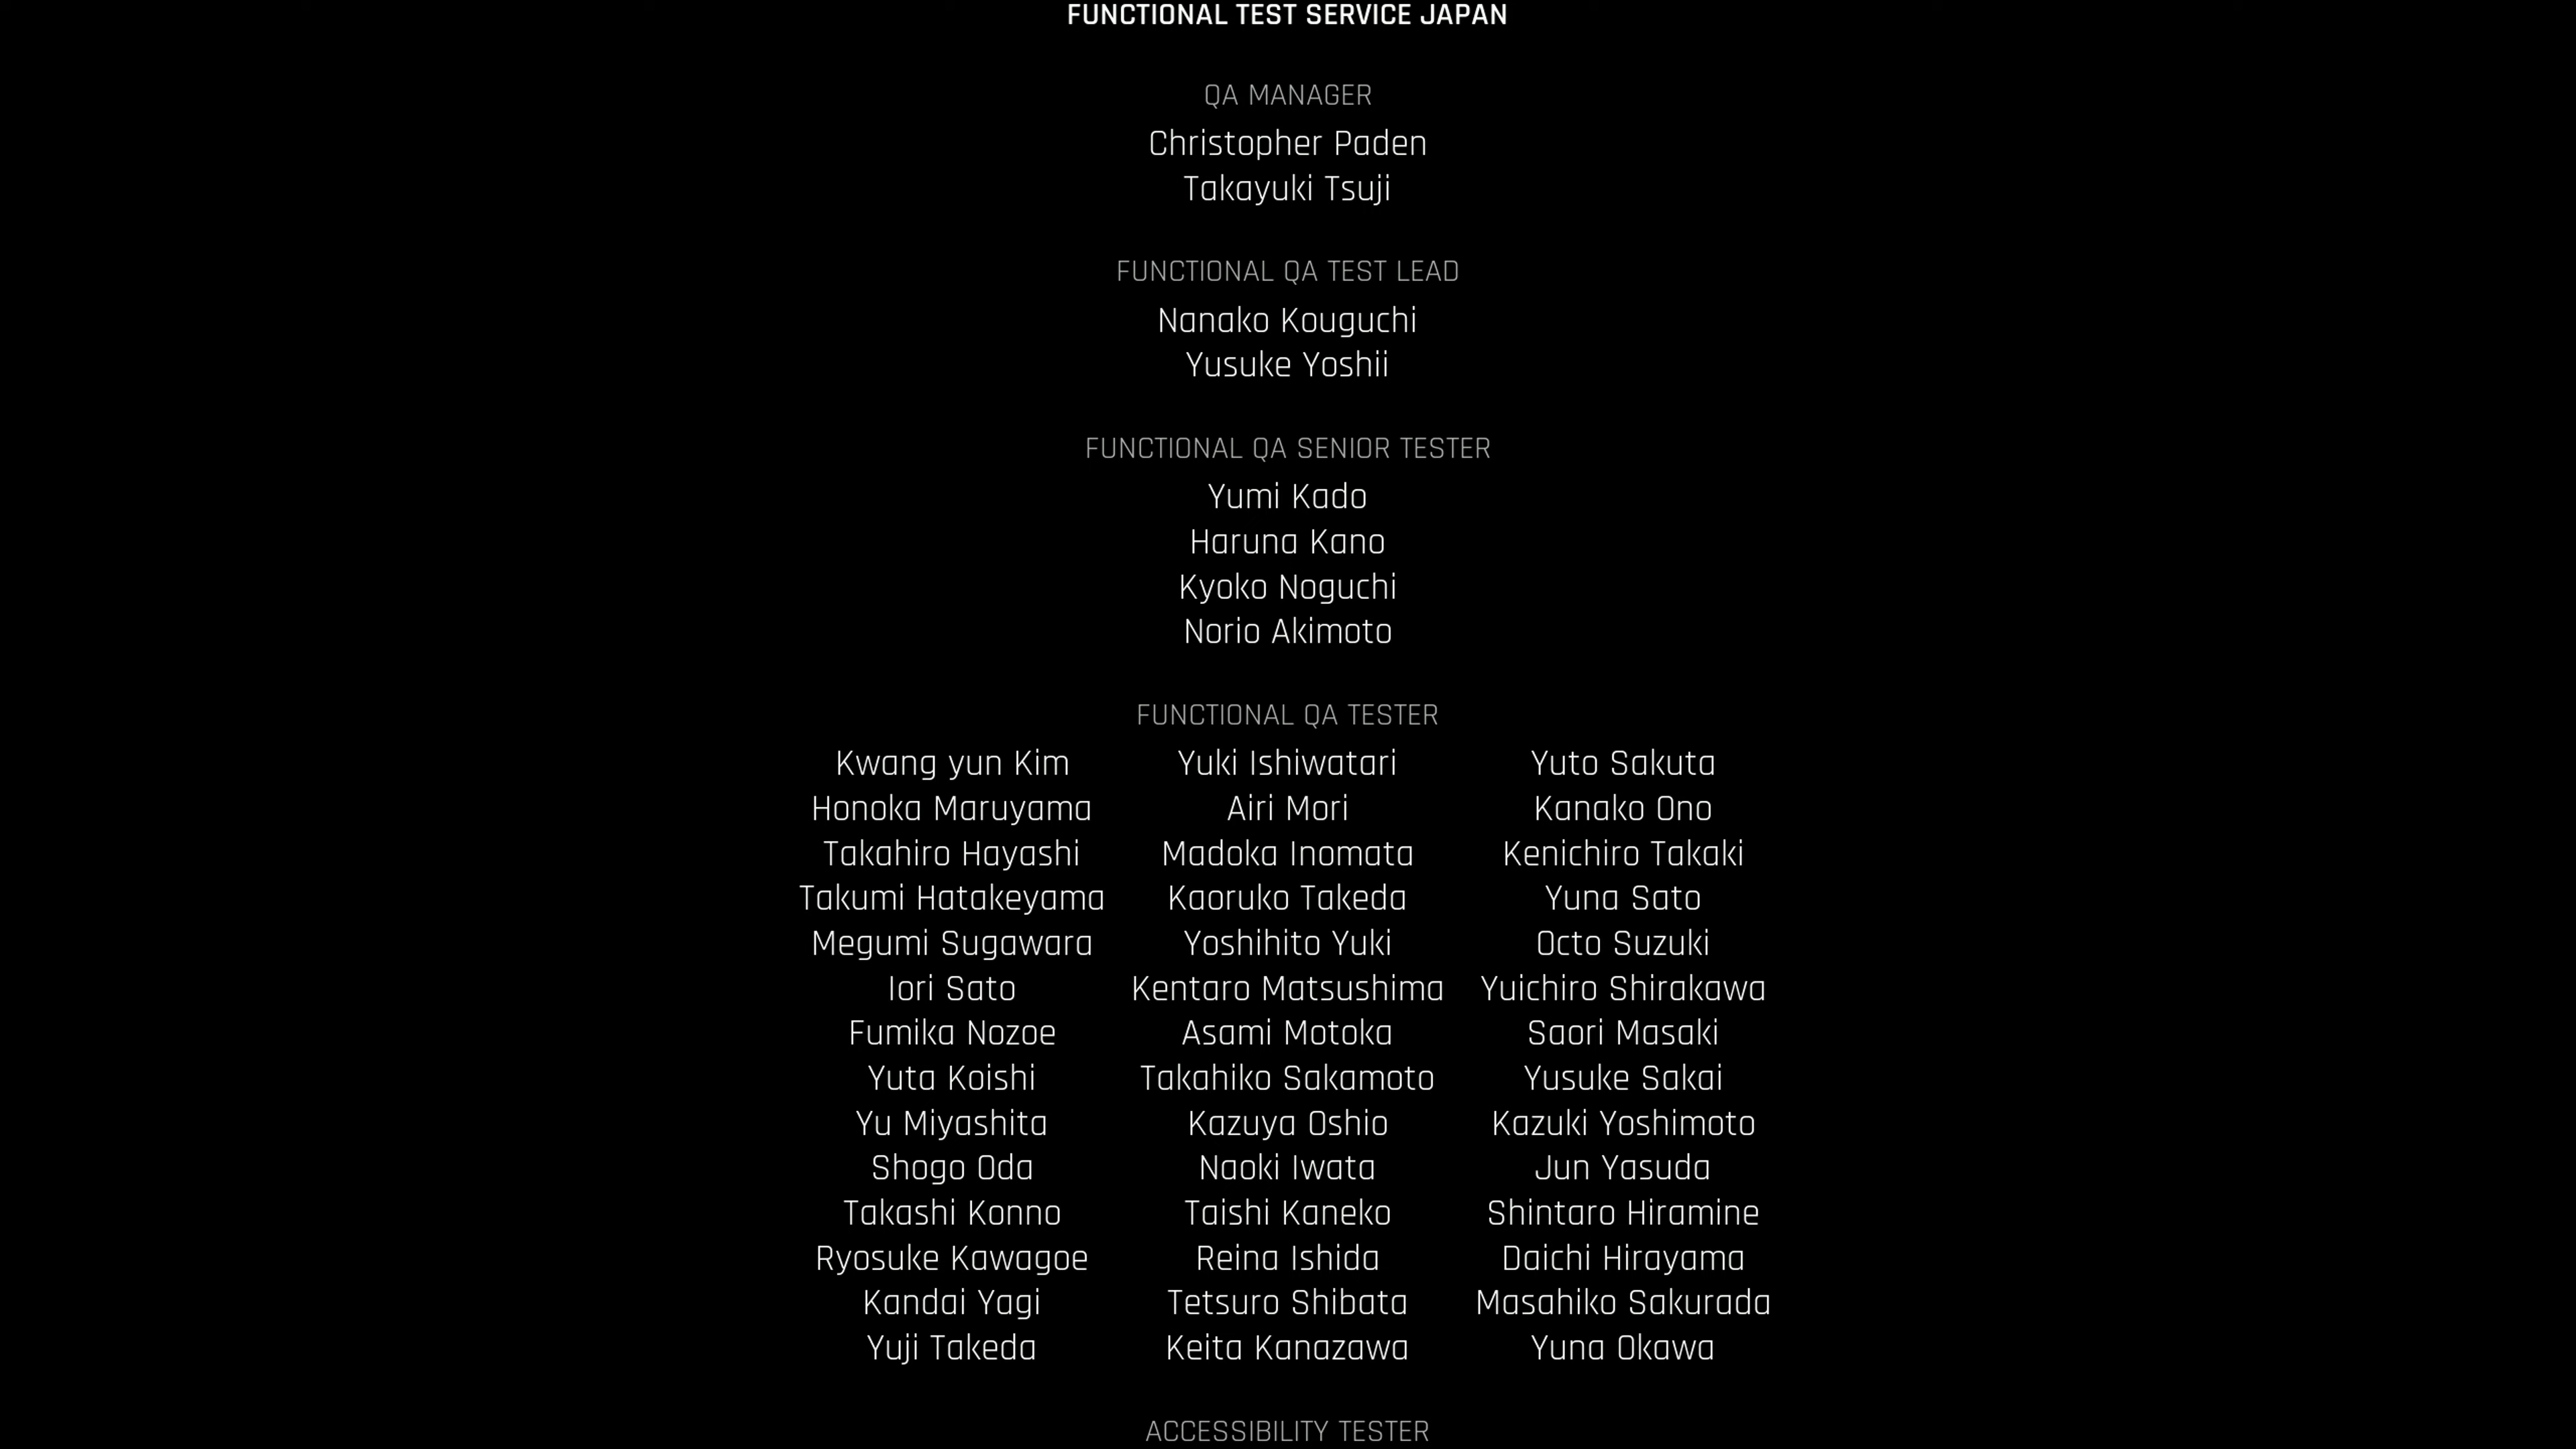 FUNCTIONAL TEST SERVICE JAPAN
QA MANAGER
Christopher Paden
Takayuki Tsuji
FUNCTIONAL QA TEST LEAD
Nanako Kouguchi
Yusuke Yoshii
FUNCTIONAL QA SENIOR TESTER
Yumi Kado
Haruna Kano
Kyoko Noguchi
Norio Akimoto
FUNCTIONAL QA TESTER
Kwang yun Kim Yuki Ishiwatari Yuto Sakuta
Honoka Maruyama Airi Mori Kanako Ono
Takahiro Hayashi Madoka Inomata Kenichiro Takaki
Takumi Hatakeyama Kaoruko Takeda Yuna Sato
Megumi Sugawara Yoshihito Yuki Octo Suzuki
Iori Sato Kentaro Matsushima Yuichiro Shirakawa
Fumika Nozoe Asami Motoka Saori Masaki
Yuta Koishi Takahiko Sakamoto Yusuke Sakai
Yu Miyashita Kazuya Oshio Kazuki Yoshimoto
Shogo Oda Naoki Iwata Jun Yasuda
Takashi Konno Taishi Kaneko Shintaro Hiramine
Ryosuke Kawagoe Reina Ishida Daichi Hirayama
Kandai Yagi Tetsuro Shibata Masahiko Sakurada
Yuji Takeda Keita Kanazawa Yuna Okawa
ACCESSIBILITY TESTER